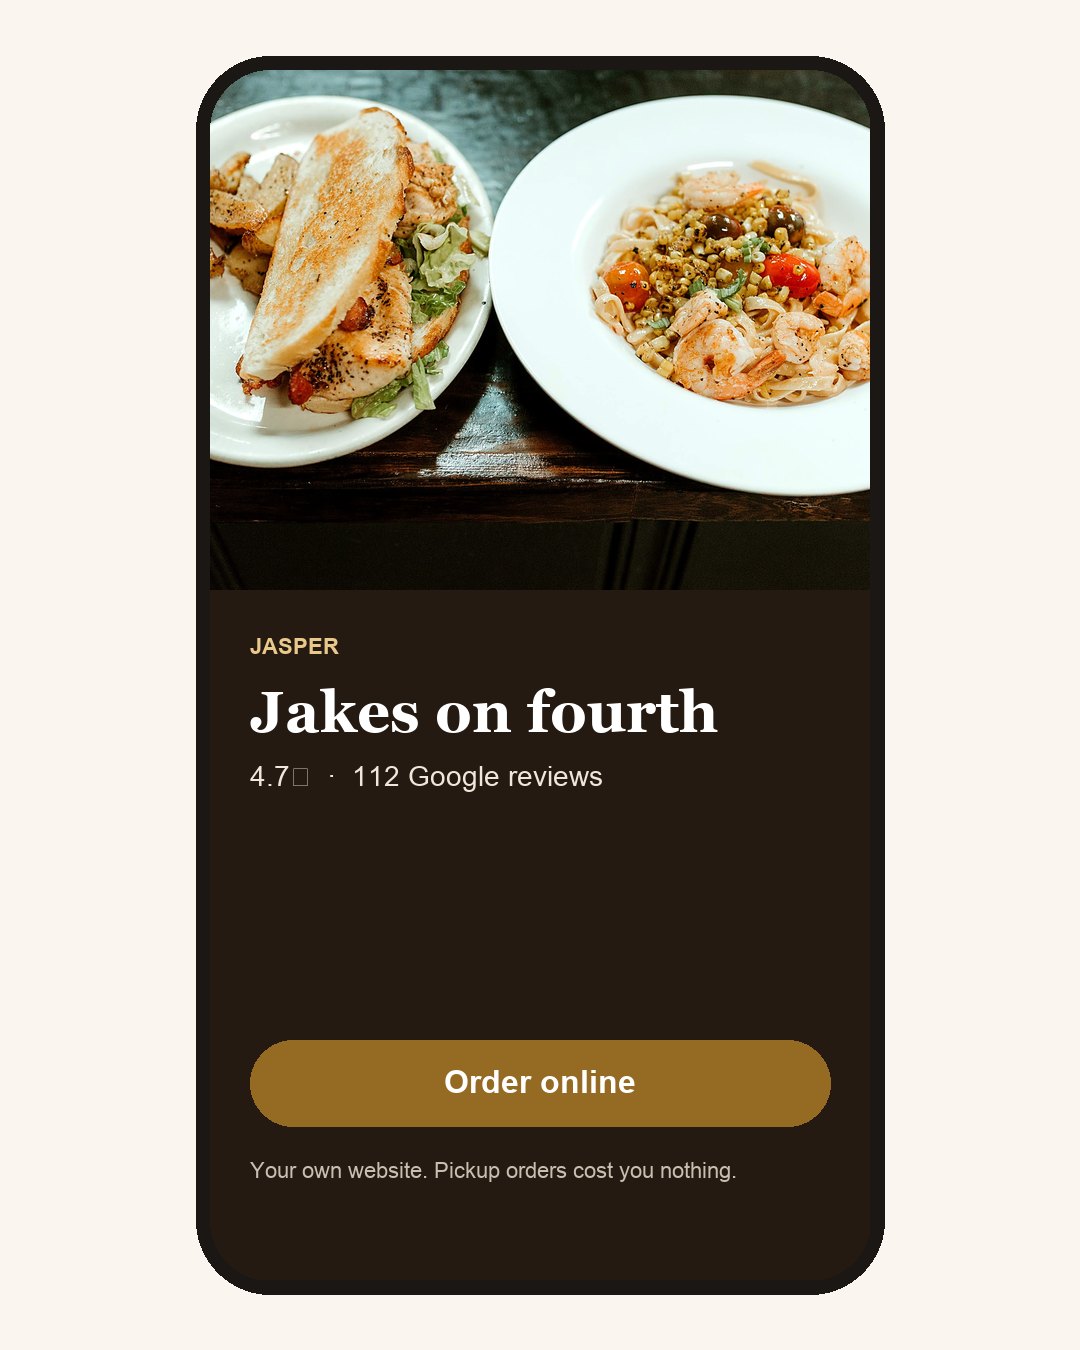 JASPER
Jakes on fourth
4.7□ · 112 Google reviews
Order online
Your own website. Pickup orders cost you nothing.